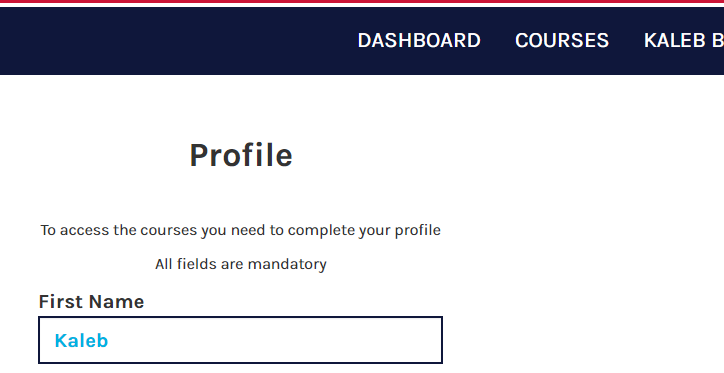 DASHBOARD COURSES KALEB B
Profile
To access the courses you need to complete your profile
All fields are mandatory
First Name
Kaleb